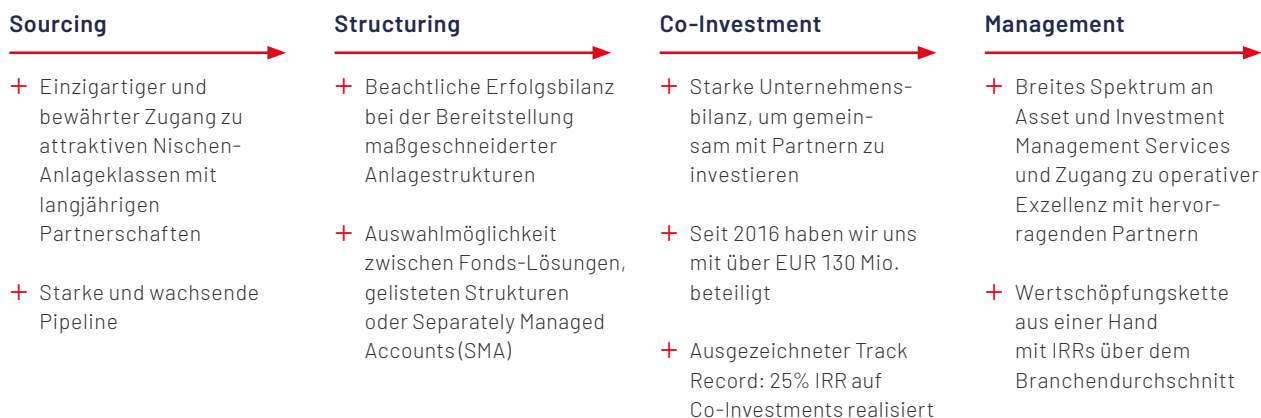 Sourcing
+ Einzigartiger und
bewährter Zugang zu
attraktiven Nischen-
Anlageklassen mit
langjährigen
Partnerschaften
+ Starke und wachsende
Pipeline
Structuring
+ Beachtliche Erfolgsbilanz
bei der Bereitstellung
maßgeschneiderter
Anlagestrukturen
+ Auswahlmöglichkeit
zwischen Fonds-Lösungen,
gelisteten Strukturen
oder Separately Managed
Accounts (SMA)
Co-Investment
+ Starke Unternehmens-
bilanz, um gemein-
sam mit Partnern zu
investieren
+ Seit 2016 haben wir uns
mit über EUR 130 Mio.
beteiligt
+ Ausgezeichneter Track
Record: 25% IRR auf
Co-Investments realisiert
Management
+ Breites Spektrum an
Asset und Investment
Management Services
und Zugang zu operativer
Exzellenz mit hervor-
ragenden Partnern
+ Wertschöpfungskette
aus einer Hand
mit IRRs über dem
Branchendurchschnitt